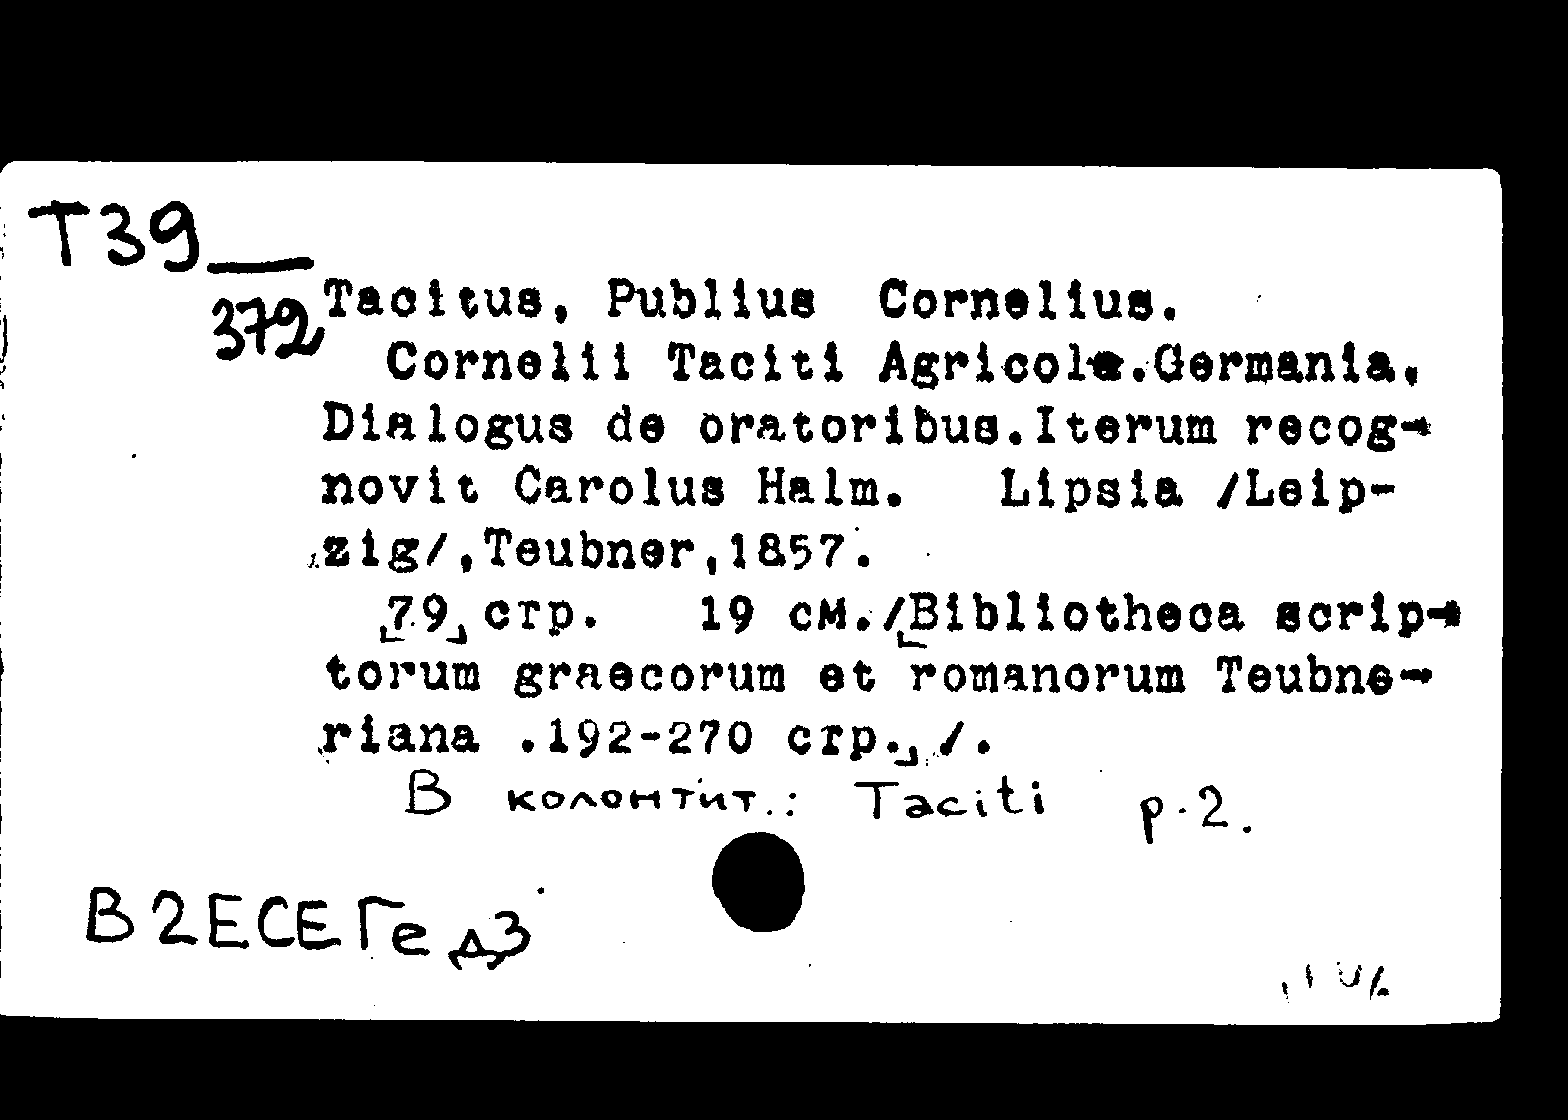 Т39
372
Tacitus, Publius Cornelius.
Cornelii Taciti Agricola.Germania,
Dialogus de oratoribus.Iterum recog-
novit Carolus Halm. Lipsia /Leip-
zig/,Teubner,1857.
79 стр. 19 см./Bibliotheca scrip-
torum graecorum et romanorum Teubne-
riana .192-270 стр., /.
В колонтит.: Taciti р.2.
В2ЕСЕГе дЗ